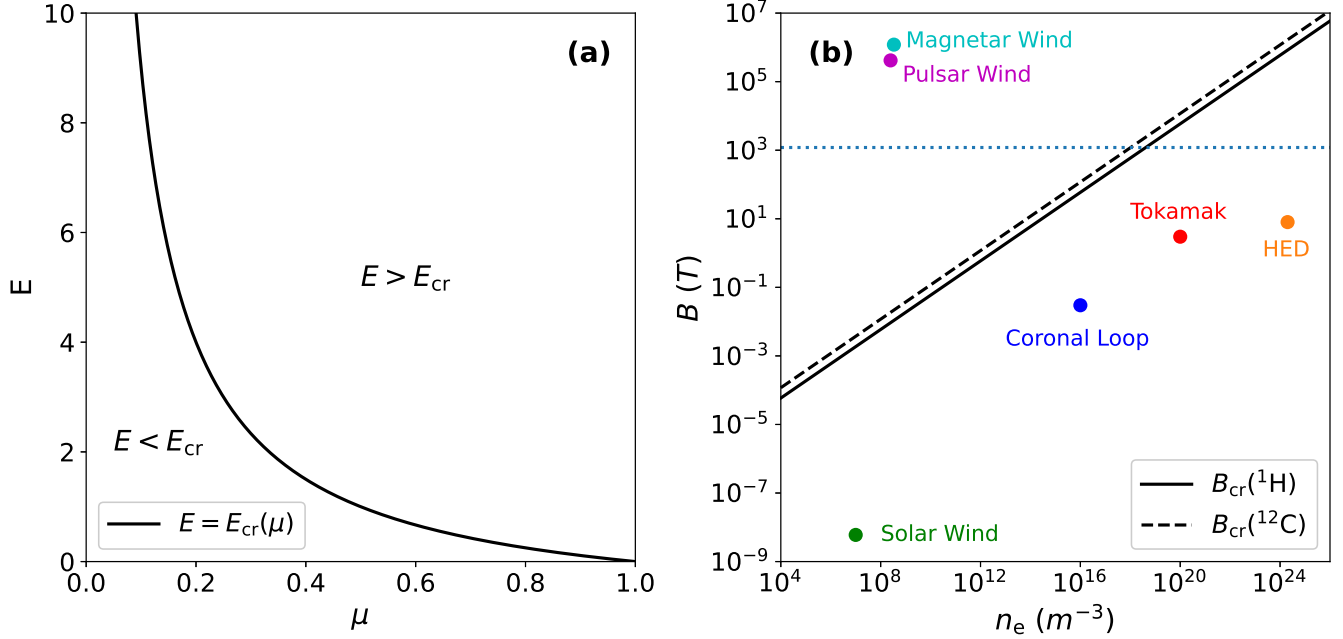 10
8
6
4
2
0
E
0.0 0.2 0.4 0.6 0.8 1.0
μ
(a)
E > E_cr
E < E_cr
E = E_cr(μ)
10^7
10^5
10^3
10^1
10^−1
10^−3
10^−5
10^−7
10^−9
B (T)
10^4 10^8 10^12 10^16 10^20 10^24
n_e (m^−3)
(b)
Magnetar Wind
Pulsar Wind
Tokamak
HED
Coronal Loop
Solar Wind
B_cr(^1H)
B_cr(^12C)